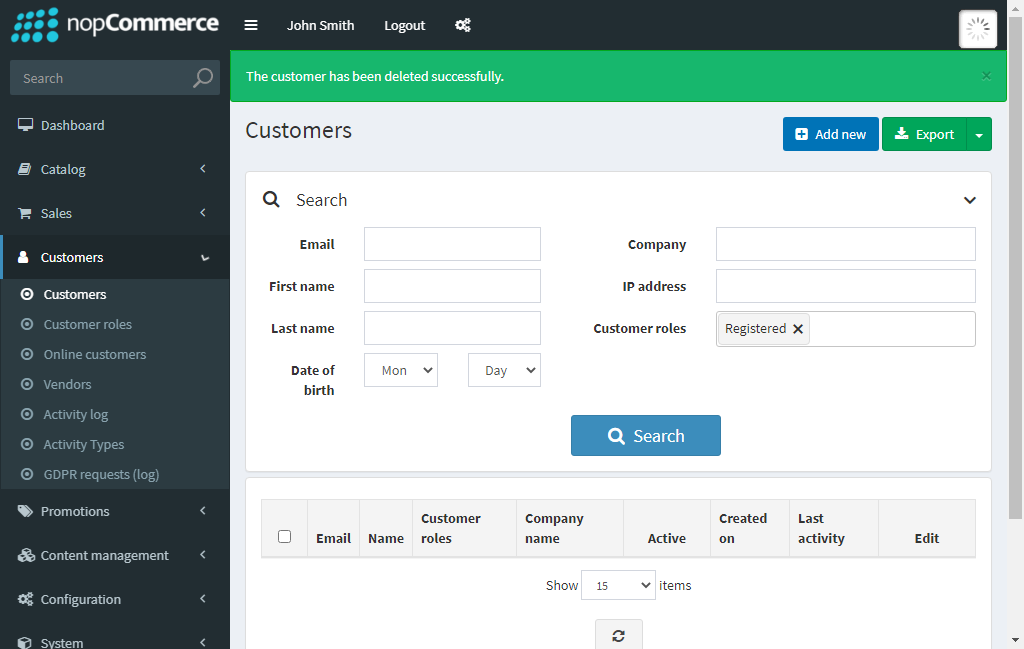 nopCommerce
John Smith
Logout
Search
The customer has been deleted successfully.
×
Dashboard
Catalog
Sales
Customers
Customers
Customer roles
Online customers
Vendors
Activity log
Activity Types
GDPR requests (log)
Promotions
Content management
Configuration
System
Customers
Add new
Export
Search
Email
Company
First name
IP address
Last name
Customer roles
Registered
Date of
birth
Mon
Day
Search
Email
Name
Customer
roles
Company
name
Active
Created
on
Last
activity
Edit
Show 15 items